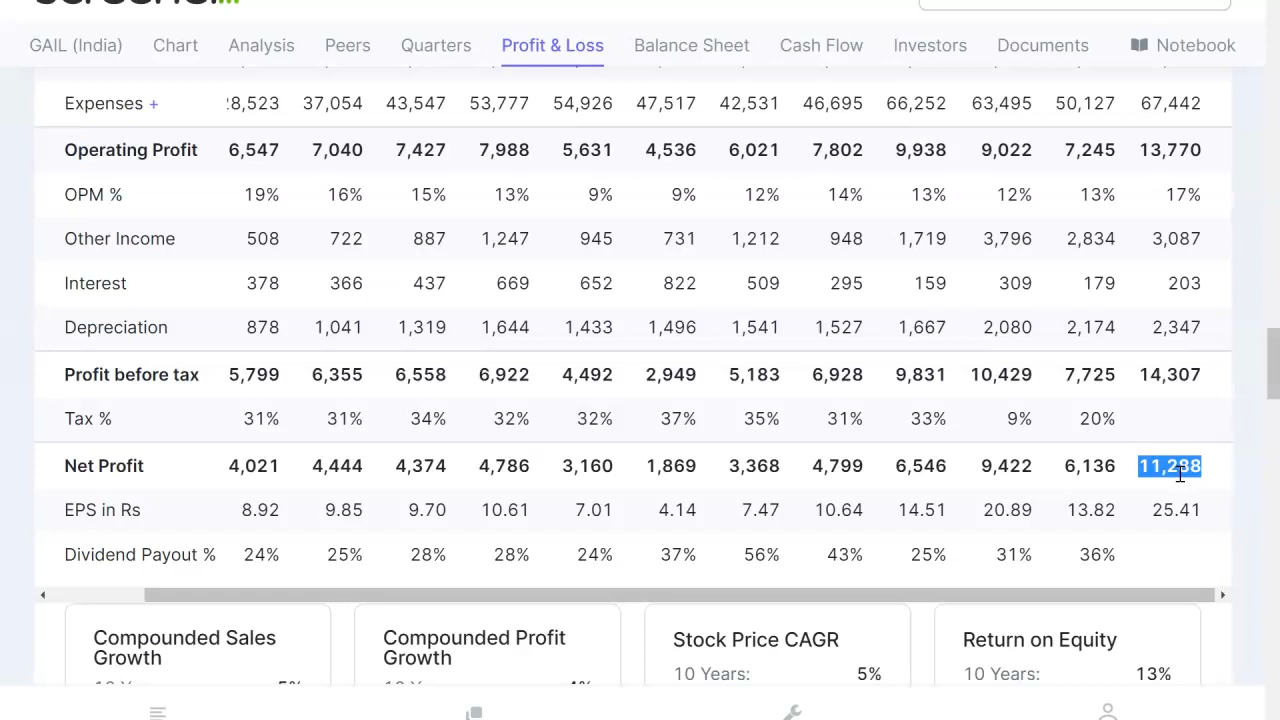 GAIL (India) Chart Analysis Peers Quarters Profit & Loss Balance Sheet Cash Flow Investors Documents Notebook
Expenses + 28,523 37,054 43,547 53,777 54,926 47,517 42,531 46,695 66,252 63,495 50,127 67,442
Operating Profit 6,547 7,040 7,427 7,988 5,631 4,536 6,021 7,802 9,938 9,022 7,245 13,770
OPM % 19% 16% 15% 13% 9% 9% 12% 14% 13% 12% 13% 17%
Other Income 508 722 887 1,247 945 731 1,212 948 1,719 3,796 2,834 3,087
Interest 378 366 437 669 652 822 509 295 159 309 179 203
Depreciation 878 1,041 1,319 1,644 1,433 1,496 1,541 1,527 1,667 2,080 2,174 2,347
Profit before tax 5,799 6,355 6,558 6,922 4,492 2,949 5,183 6,928 9,831 10,429 7,725 14,307
Tax % 31% 31% 34% 32% 32% 37% 35% 31% 33% 9% 20%
Net Profit 4,021 4,444 4,374 4,786 3,160 1,869 3,368 4,799 6,546 9,422 6,136 11,288
EPS in Rs 8.92 9.85 9.70 10.61 7.01 4.14 7.47 10.64 14.51 20.89 13.82 25.41
Dividend Payout % 24% 25% 28% 28% 24% 37% 56% 43% 25% 31% 36%
Compounded Sales
Growth
Compounded Profit
Growth
Stock Price CAGR
10 Years: 5%
Return on Equity
10 Years: 13%